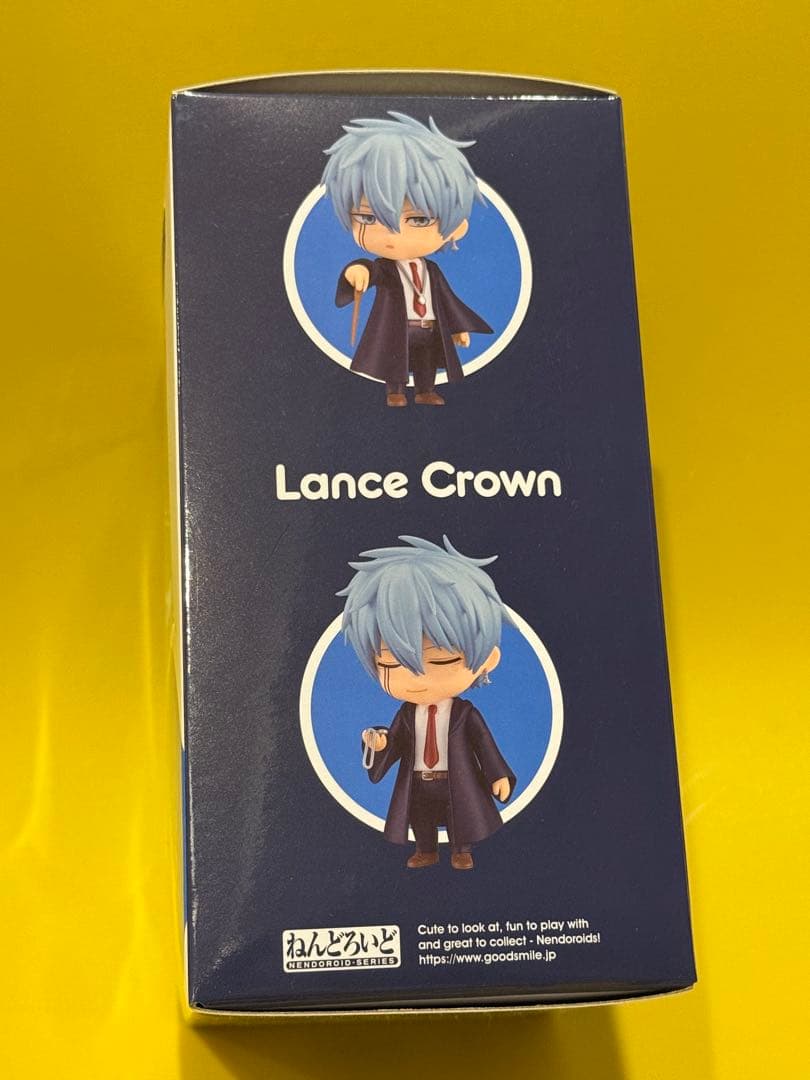 Lance Crown
ねんどろいど
NENDOROID-SERIES
Cute to look at, fun to play with
and great to collect - Nendoroids!
https://www.goodsmile.jp